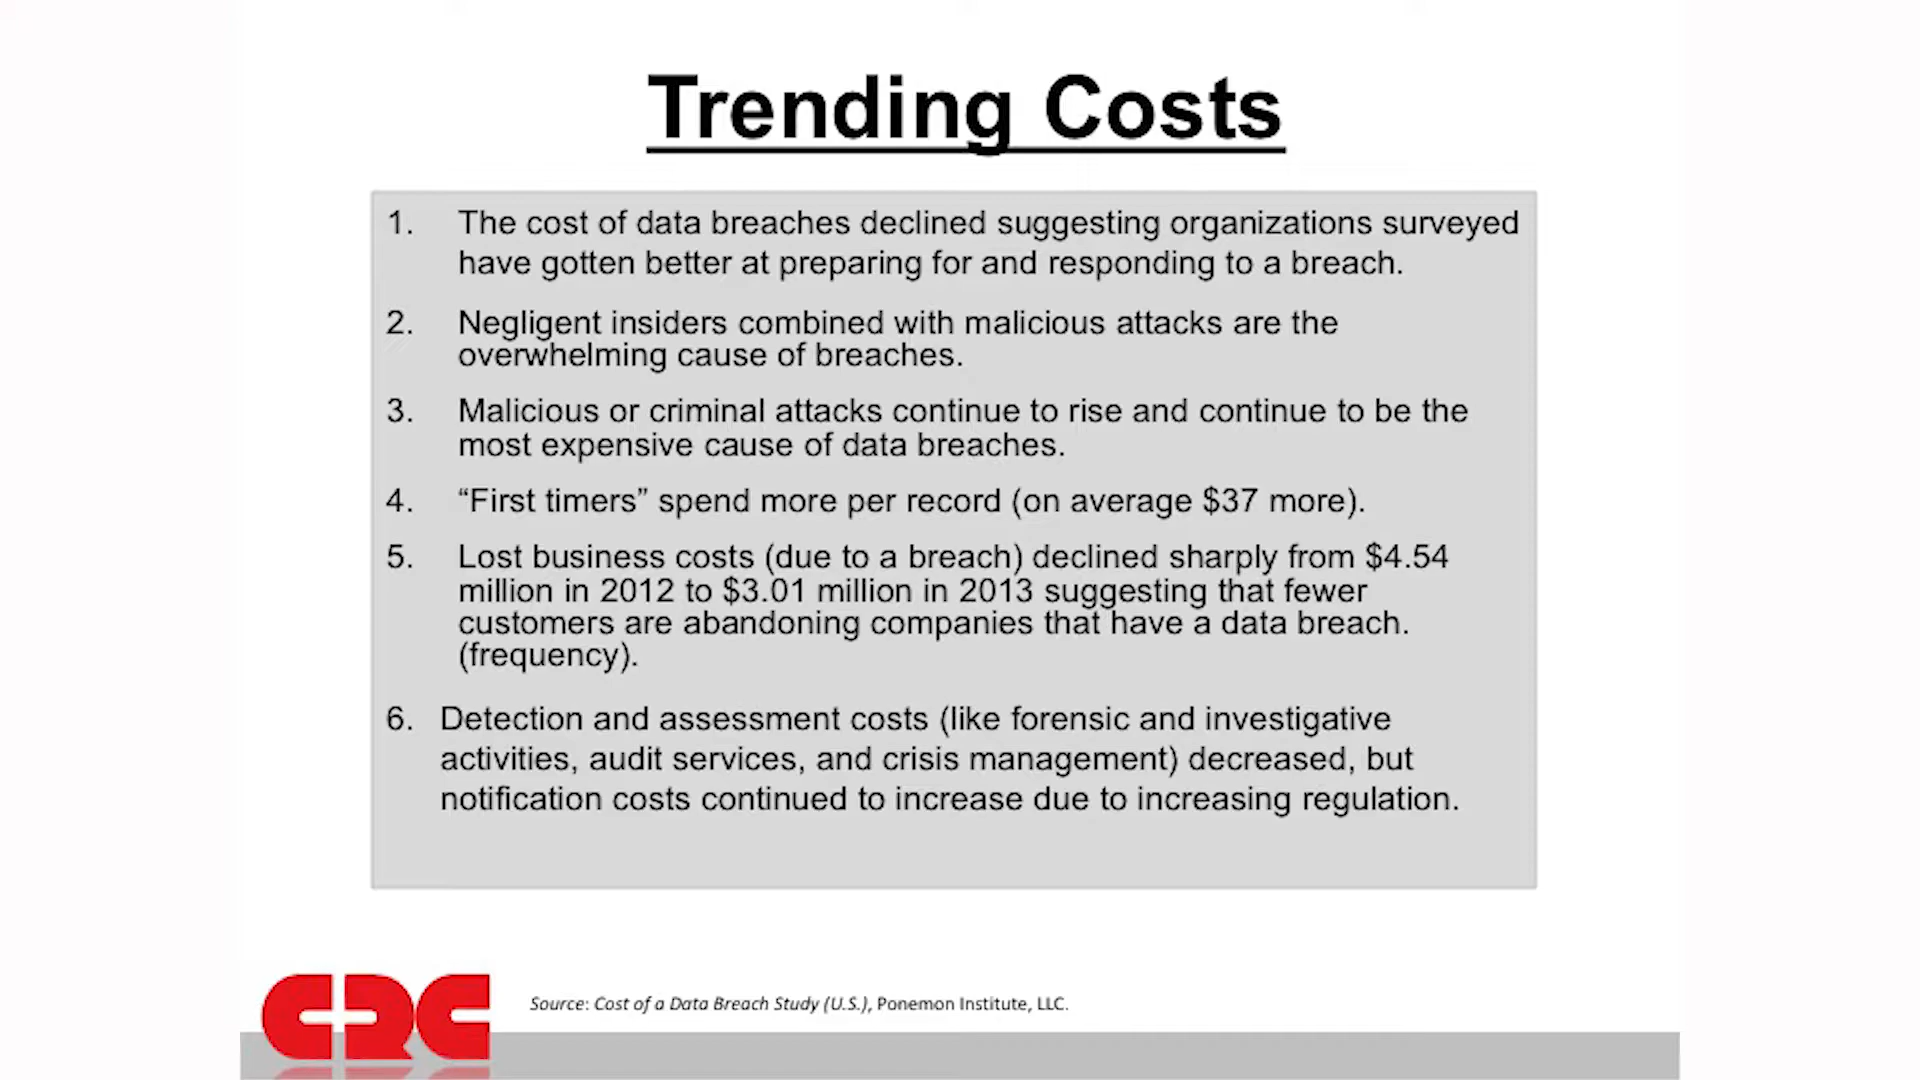 Trending Costs
1. The cost of data breaches declined suggesting organizations surveyed
have gotten better at preparing for and responding to a breach.
2. Negligent insiders combined with malicious attacks are the
overwhelming cause of breaches.
3. Malicious or criminal attacks continue to rise and continue to be the
most expensive cause of data breaches.
4. “First timers” spend more per record (on average $37 more).
5. Lost business costs (due to a breach) declined sharply from $4.54
million in 2012 to $3.01 million in 2013 suggesting that fewer
customers are abandoning companies that have a data breach.
(frequency).
6. Detection and assessment costs (like forensic and investigative
activities, audit services, and crisis management) decreased, but
notification costs continued to increase due to increasing regulation.
CRC
Source: Cost of a Data Breach Study (U.S.), Ponemon Institute, LLC.